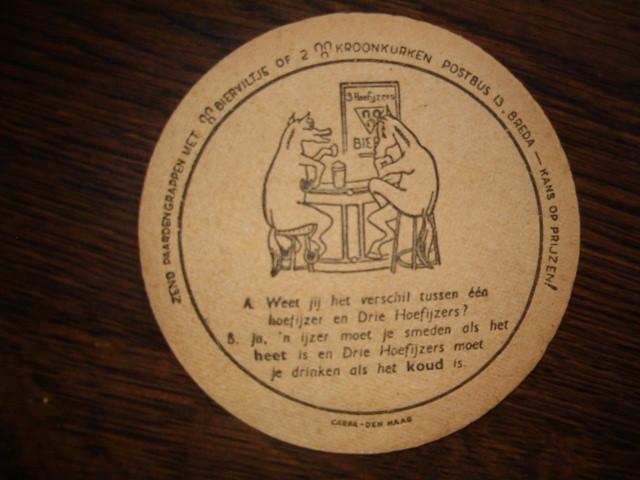 ZEND PAARDENGRAPPEN MET BIERVILTJE OF 2 KROONKURKEN POSTBUS 13, BREDA — KANS OP PRIJZEN!
3 Hoefijzers
BIER
A. Weet jij het verschil tussen één
hoefijzer en Drie Hoefijzers?
B. Ja, 'n ijzer moet je smeden als het
heet is en Drie Hoefijzers moet
je drinken als het koud is.
CARPA - DEN HAAG